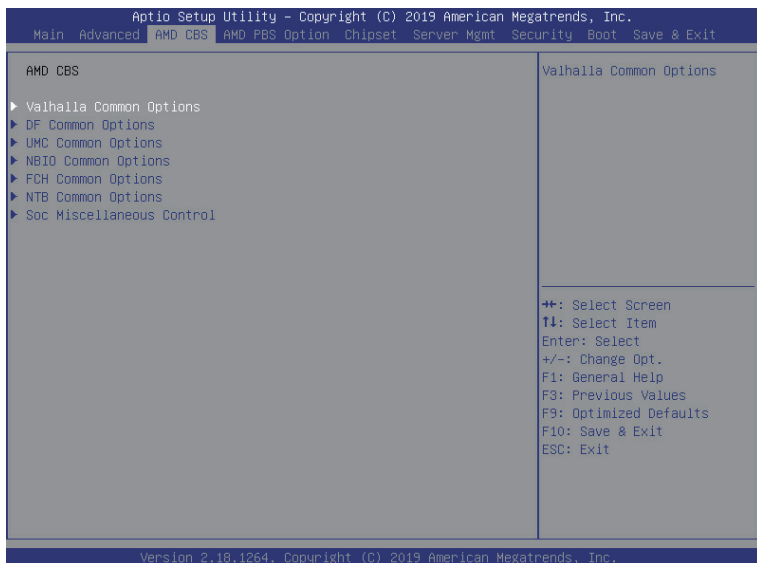 Aptio Setup Utility – Copyright (C) 2019 American Megatrends, Inc.
Main Advanced AMD CBS AMD PBS Option Chipset Server Mgmt Security Boot Save & Exit
AMD CBS
Valhalla Common Options
DF Common Options
UMC Common Options
NBIO Common Options
FCH Common Options
NTB Common Options
Soc Miscellaneous Control
Valhalla Common Options
→←: Select Screen
↑↓: Select Item
Enter: Select
+/-: Change Opt.
F1: General Help
F3: Previous Values
F9: Optimized Defaults
F10: Save & Exit
ESC: Exit
Version 2.18.1264. Copyright (C) 2019 American Megatrends, Inc.